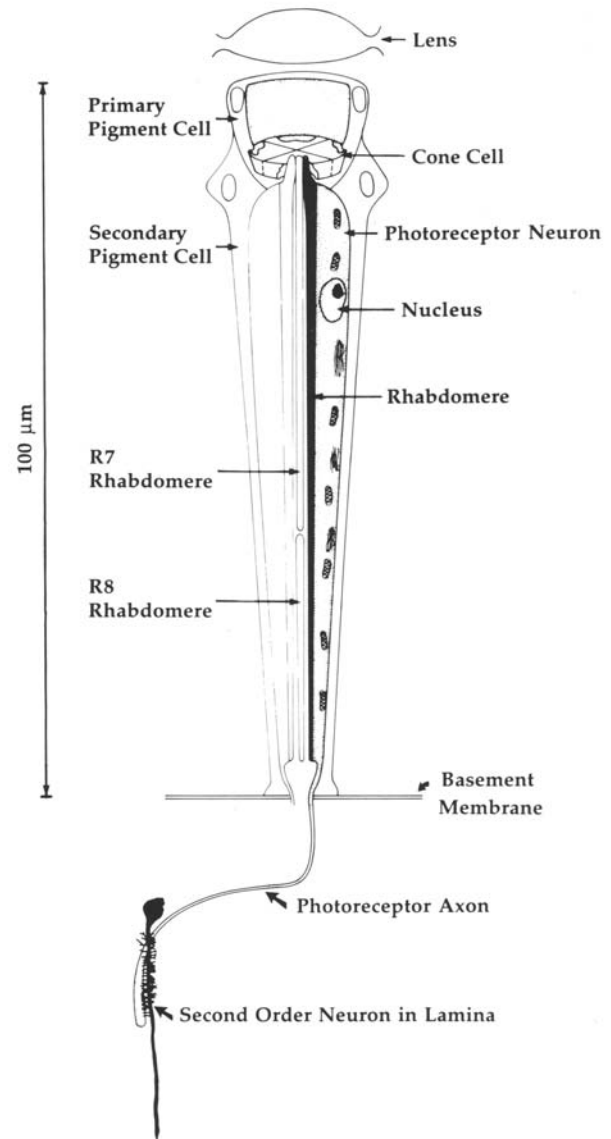 Lens
Primary
Pigment Cell
Cone Cell
Secondary
Pigment Cell
Photoreceptor Neuron
Nucleus
Rhabdomere
100 μm
R7
Rhabdomere
R8
Rhabdomere
Basement
Membrane
Photoreceptor Axon
Second Order Neuron in Lamina